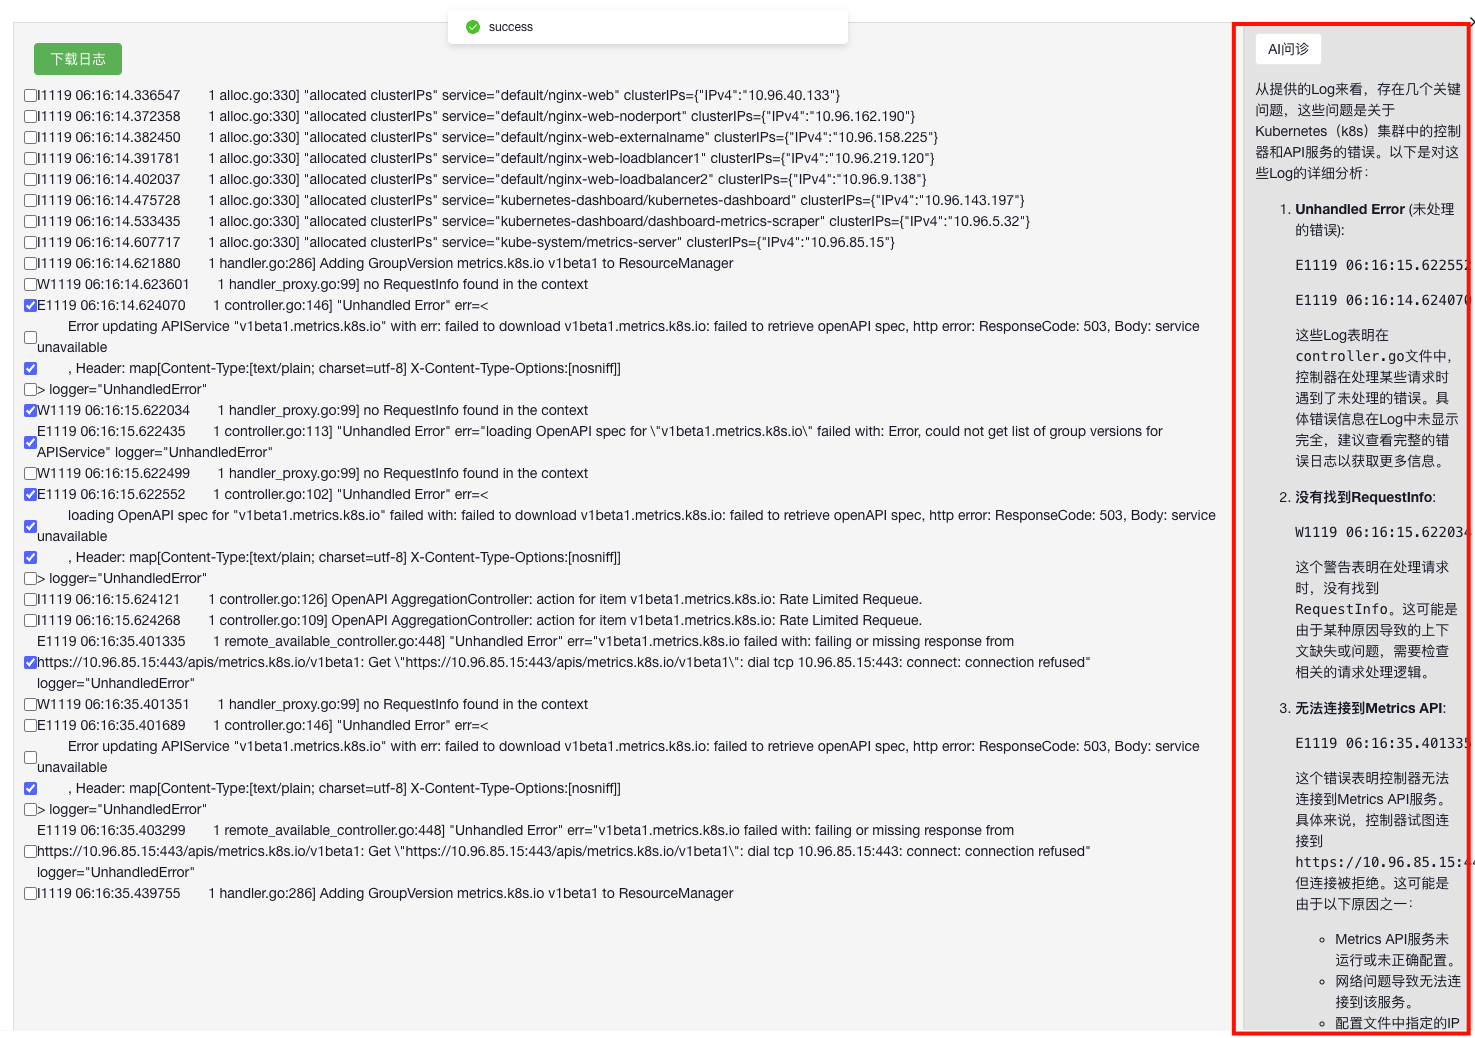 success
下载日志
I1119 06:16:14.336547 1 alloc.go:330] "allocated clusterIPs" service="default/nginx-web" clusterIPs={"IPv4":"10.96.40.133"}
I1119 06:16:14.372358 1 alloc.go:330] "allocated clusterIPs" service="default/nginx-web-noderport" clusterIPs={"IPv4":"10.96.162.190"}
I1119 06:16:14.382450 1 alloc.go:330] "allocated clusterIPs" service="default/nginx-web-externalname" clusterIPs={"IPv4":"10.96.158.225"}
I1119 06:16:14.391781 1 alloc.go:330] "allocated clusterIPs" service="default/nginx-web-loadblancer1" clusterIPs={"IPv4":"10.96.219.120"}
I1119 06:16:14.402037 1 alloc.go:330] "allocated clusterIPs" service="default/nginx-web-loadbalancer2" clusterIPs={"IPv4":"10.96.9.138"}
I1119 06:16:14.475728 1 alloc.go:330] "allocated clusterIPs" service="kubernetes-dashboard/kubernetes-dashboard" clusterIPs={"IPv4":"10.96.143.197"}
I1119 06:16:14.533435 1 alloc.go:330] "allocated clusterIPs" service="kubernetes-dashboard/dashboard-metrics-scraper" clusterIPs={"IPv4":"10.96.5.32"}
I1119 06:16:14.607717 1 alloc.go:330] "allocated clusterIPs" service="kube-system/metrics-server" clusterIPs={"IPv4":"10.96.85.15"}
I1119 06:16:14.621880 1 handler.go:286] Adding GroupVersion metrics.k8s.io v1beta1 to ResourceManager
W1119 06:16:14.623601 1 handler_proxy.go:99] no RequestInfo found in the context
E1119 06:16:14.624070 1 controller.go:146] "Unhandled Error" err=<
Error updating APIService "v1beta1.metrics.k8s.io" with err: failed to download v1beta1.metrics.k8s.io: failed to retrieve openAPI spec, http error: ResponseCode: 503, Body: service
unavailable
, Header: map[Content-Type:[text/plain; charset=utf-8] X-Content-Type-Options:[nosniff]]
> logger="UnhandledError"
W1119 06:16:15.622034 1 handler_proxy.go:99] no RequestInfo found in the context
E1119 06:16:15.622435 1 controller.go:113] "Unhandled Error" err="loading OpenAPI spec for \"v1beta1.metrics.k8s.io\" failed with: Error, could not get list of group versions for
APIService" logger="UnhandledError"
W1119 06:16:15.622499 1 handler_proxy.go:99] no RequestInfo found in the context
E1119 06:16:15.622552 1 controller.go:102] "Unhandled Error" err=<
loading OpenAPI spec for "v1beta1.metrics.k8s.io" failed with: failed to download v1beta1.metrics.k8s.io: failed to retrieve openAPI spec, http error: ResponseCode: 503, Body: service
unavailable
, Header: map[Content-Type:[text/plain; charset=utf-8] X-Content-Type-Options:[nosniff]]
> logger="UnhandledError"
I1119 06:16:15.624121 1 controller.go:126] OpenAPI AggregationController: action for item v1beta1.metrics.k8s.io: Rate Limited Requeue.
I1119 06:16:15.624268 1 controller.go:109] OpenAPI AggregationController: action for item v1beta1.metrics.k8s.io: Rate Limited Requeue.
E1119 06:16:35.401335 1 remote_available_controller.go:448] "Unhandled Error" err="v1beta1.metrics.k8s.io failed with: failing or missing response from
https://10.96.85.15:443/apis/metrics.k8s.io/v1beta1: Get \"https://10.96.85.15:443/apis/metrics.k8s.io/v1beta1\": dial tcp 10.96.85.15:443: connect: connection refused"
logger="UnhandledError"
W1119 06:16:35.401351 1 handler_proxy.go:99] no RequestInfo found in the context
E1119 06:16:35.401689 1 controller.go:146] "Unhandled Error" err=<
Error updating APIService "v1beta1.metrics.k8s.io" with err: failed to download v1beta1.metrics.k8s.io: failed to retrieve openAPI spec, http error: ResponseCode: 503, Body: service
unavailable
, Header: map[Content-Type:[text/plain; charset=utf-8] X-Content-Type-Options:[nosniff]]
> logger="UnhandledError"
E1119 06:16:35.403299 1 remote_available_controller.go:448] "Unhandled Error" err="v1beta1.metrics.k8s.io failed with: failing or missing response from
https://10.96.85.15:443/apis/metrics.k8s.io/v1beta1: Get \"https://10.96.85.15:443/apis/metrics.k8s.io/v1beta1\": dial tcp 10.96.85.15:443: connect: connection refused"
logger="UnhandledError"
I1119 06:16:35.439755 1 handler.go:286] Adding GroupVersion metrics.k8s.io v1beta1 to ResourceManager
AI问诊
从提供的Log来看，存在几个关键
问题，这些问题是关于
Kubernetes（k8s）集群中的控制
器和API服务的错误。以下是对这
些Log的详细分析：
1. Unhandled Error (未处理
的错误):
E1119 06:16:15.622552
E1119 06:16:14.624070
这些Log表明在
controller.go文件中，
控制器在处理某些请求时
遇到了未处理的错误。具
体错误信息在Log中未显示
完全，建议查看完整的错
误日志以获取更多信息。
2. 没有找到RequestInfo:
W1119 06:16:15.622034
这个警告表明在处理请求
时，没有找到
RequestInfo。这可能是
由于某种原因导致的上下
文缺失或问题，需要检查
相关的请求处理逻辑。
3. 无法连接到Metrics API:
E1119 06:16:35.401335
这个错误表明控制器无法
连接到Metrics API服务。
具体来说，控制器试图连
接到
https://10.96.85.15:4
但连接被拒绝。这可能是
由于以下原因之一：
Metrics API服务未
运行或未正确配置。
网络问题导致无法连
接到该服务。
配置文件中指定的IP